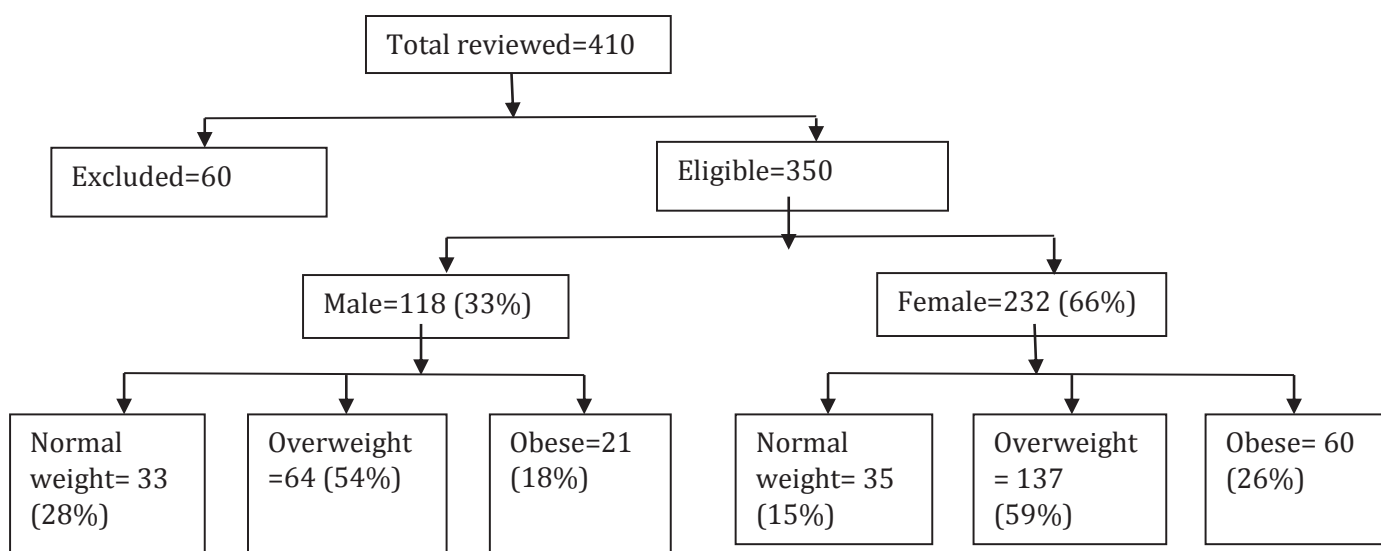 Total reviewed=410
Excluded=60
Eligible=350
Male=118 (33%)
Female=232 (66%)
Normal
weight= 33
(28%)
Overweight
=64 (54%)
Obese=21
(18%)
Normal
weight= 35
(15%)
Overweight
= 137
(59%)
Obese= 60
(26%)